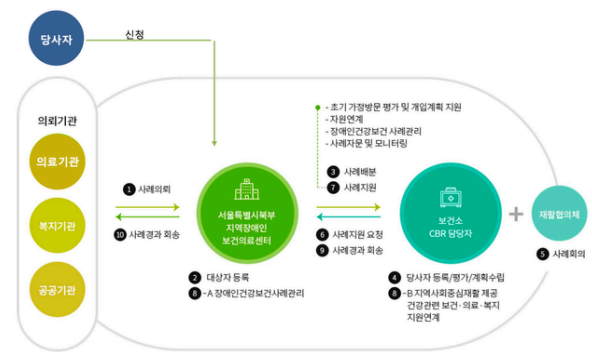 당사자
신청
의뢰기관
의료기관
복지기관
공공기관
1 사례의뢰
10 사례경과 회송
서울특별시북부
지역장애인
보건의료센터
2 대상자 등록
8 - A 장애인건강보건사례관리
- 초기 가정방문 평가 및 개입계획 지원
- 자원연계
- 장애인건강보건 사례관리
- 사례자문 및 모니터링
3 사례배분
7 사례지원
6 사례지원 요청
9 사례경과 회송
보건소
CBR 담당자
4 당사자 등록/평가/계획수립
8 - B 지역사회중심재활 제공
건강관련 보건·의료·복지
지원연계
+
재활협의체
5 사례회의